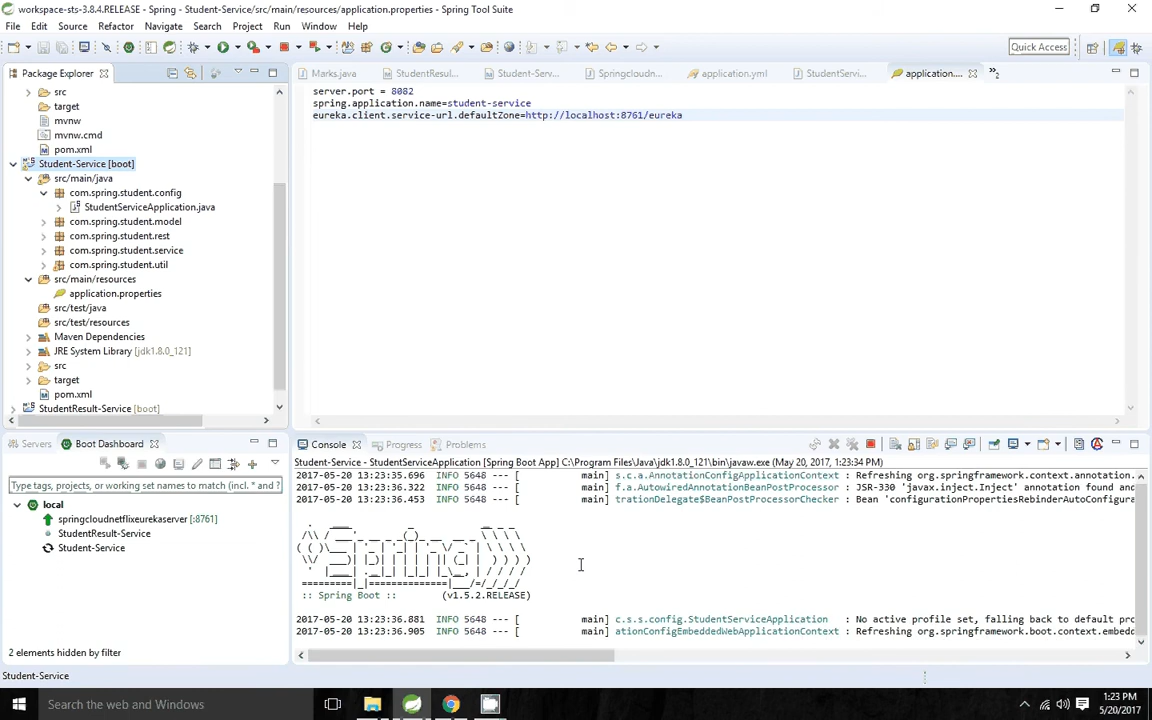 workspace-sts-3.8.4.RELEASE - Spring - Student-Service/src/main/resources/application.properties - Spring Tool Suite
File Edit Source Refactor Navigate Search Project Run Window Help
Quick Access
Package Explorer
Marks.java
StudentResul...
Student-Serv...
Springcloudn...
application.yml
StudentServi...
application....
server.port = 8082
spring.application.name=student-service
eureka.client.service-url.defaultZone=http://localhost:8761/eureka
src
target
mvnw
mvnw.cmd
pom.xml
Student-Service [boot]
src/main/java
com.spring.student.config
StudentServiceApplication.java
com.spring.student.model
com.spring.student.rest
com.spring.student.service
com.spring.student.util
src/main/resources
application.properties
src/test/java
src/test/resources
Maven Dependencies
JRE System Library [jdk1.8.0_121]
src
target
pom.xml
StudentResult-Service [boot]
Servers
Boot Dashboard
Type tags, projects, or working set names to match (incl. * and ?
local
springcloudnetflixeurekaserver [:8761]
StudentResult-Service
Student-Service
2 elements hidden by filter
Console
Progress
Problems
Student-Service - StudentServiceApplication [Spring Boot App] C:\Program Files\Java\jdk1.8.0_121\bin\javaw.exe (May 20, 2017, 1:23:34 PM)
2017-05-20 13:23:35.696 INFO 5648 --- [ main] s.c.a.AnnotationConfigApplicationContext : Refreshing org.springframework.context.annotation.
2017-05-20 13:23:36.322 INFO 5648 --- [ main] f.a.AutowiredAnnotationBeanPostProcessor : JSR-330 'javax.inject.Inject' annotation found and
2017-05-20 13:23:36.453 INFO 5648 --- [ main] trationDelegate$BeanPostProcessorChecker : Bean 'configurationPropertiesRebinderAutoConfigura
:: Spring Boot :: (v1.5.2.RELEASE)
2017-05-20 13:23:36.881 INFO 5648 --- [ main] c.s.s.config.StudentServiceApplication : No active profile set, falling back to default pro
2017-05-20 13:23:36.905 INFO 5648 --- [ main] ationConfigEmbeddedWebApplicationContext : Refreshing org.springframework.boot.context.embedd
Student-Service
Search the web and Windows
1:23 PM
5/20/2017